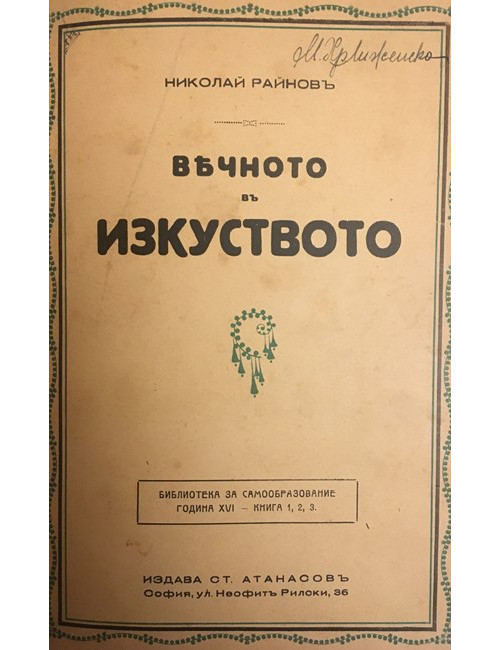 НИКОЛАЙ РАЙНОВЪ
ВѢЧНОТО
ВЪ
ИЗКУСТВОТО
БИБЛИОТЕКА ЗА САМООБРАЗОВАНИЕ
ГОДИНА XVI – КНИГА 1, 2, 3.
ИЗДАВА СТ. АТАНАСОВЪ
София, ул. Неофитъ Рилски, 36